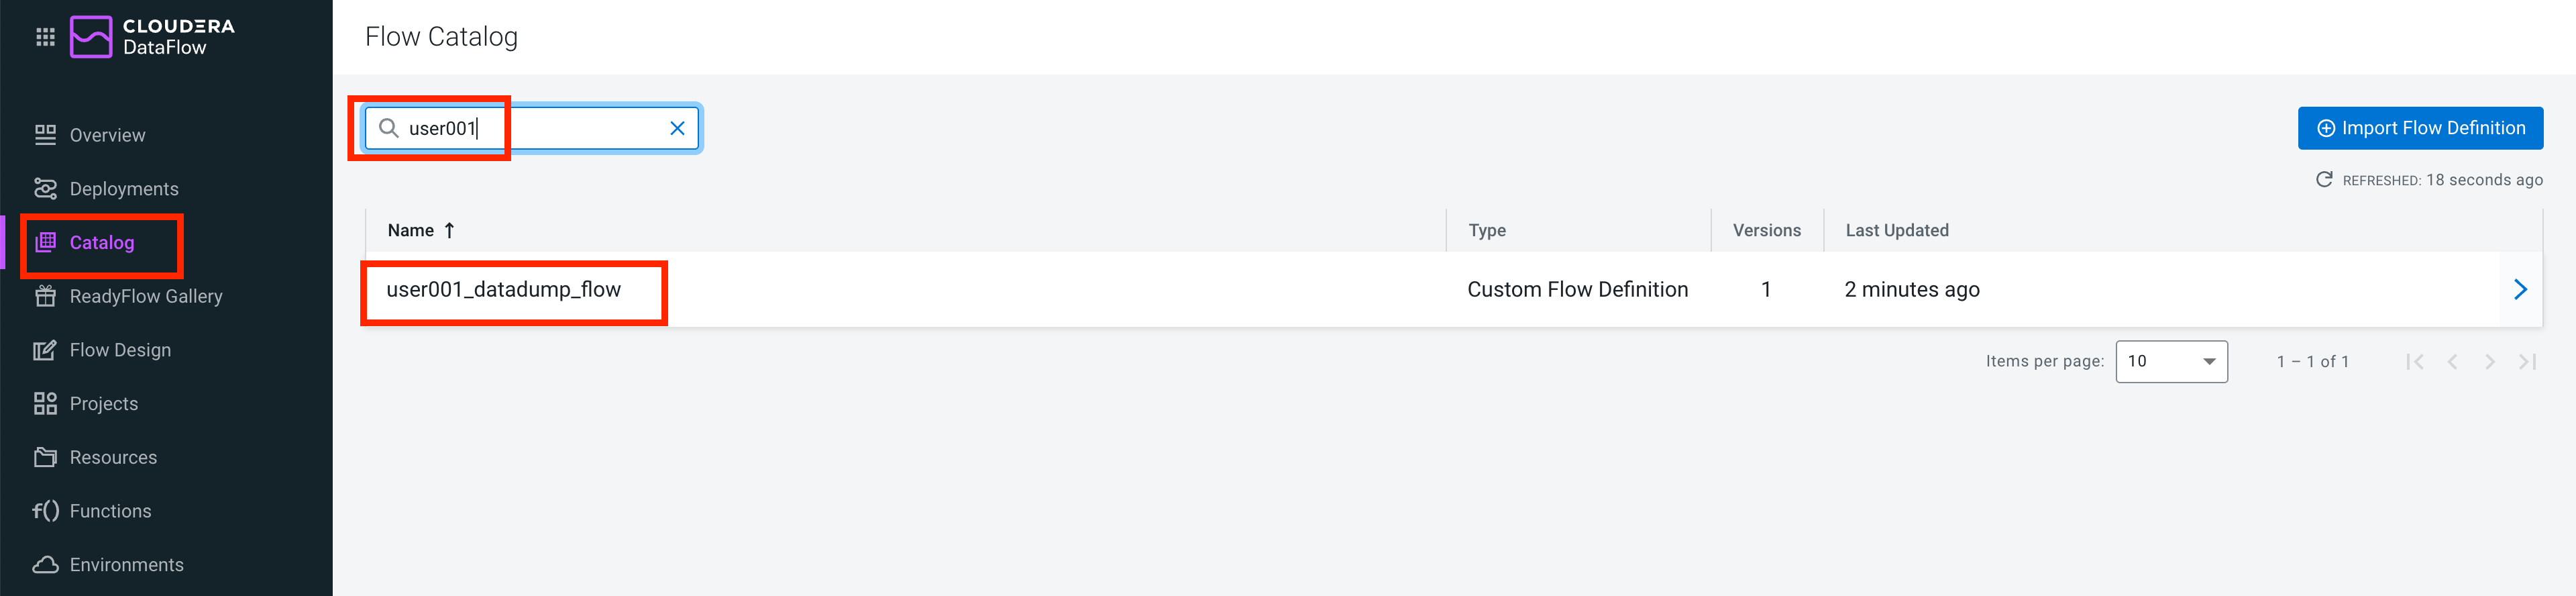 CLOUDERA
DataFlow
Overview
Deployments
Catalog
ReadyFlow Gallery
Flow Design
Projects
Resources
f() Functions
Environments
Flow Catalog
user001
Import Flow Definition
REFRESHED: 18 seconds ago
Name Type Versions Last Updated
user001_datadump_flow Custom Flow Definition 1 2 minutes ago
Items per page: 10 1 – 1 of 1